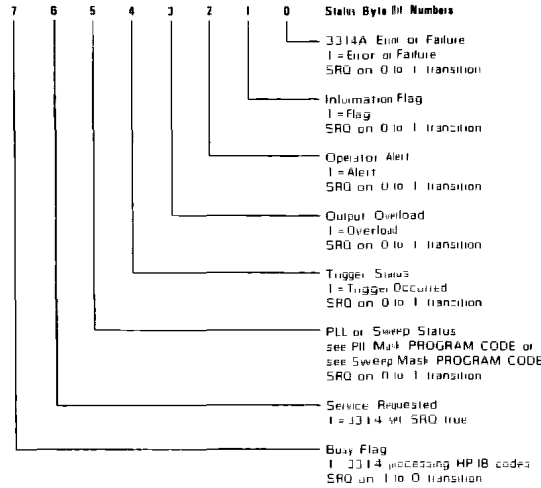 7 6 5 4 3 2 1 0 Status Byte Bit Numbers
3314A Error or Failure
1 = Error or Failure
SRQ on 0 to 1 transition
Information Flag
1 = Flag
SRQ on 0 to 1 transition
Operator Alert
1 = Alert
SRQ on 0 to 1 transition
Output Overload
1 = Overload
SRQ on 0 to 1 transition
Trigger Status
1 = Trigger Occurred
SRQ on 0 to 1 transition
PLL or Sweep Status
see Pll Mask PROGRAM CODE or
see Sweep Mask PROGRAM CODE
SRQ on 0 to 1 transition
Service Requested
1 = 3314 set SRQ true
Busy Flag
1 3314 processing HP IB codes
SRQ on 1 to 0 transition